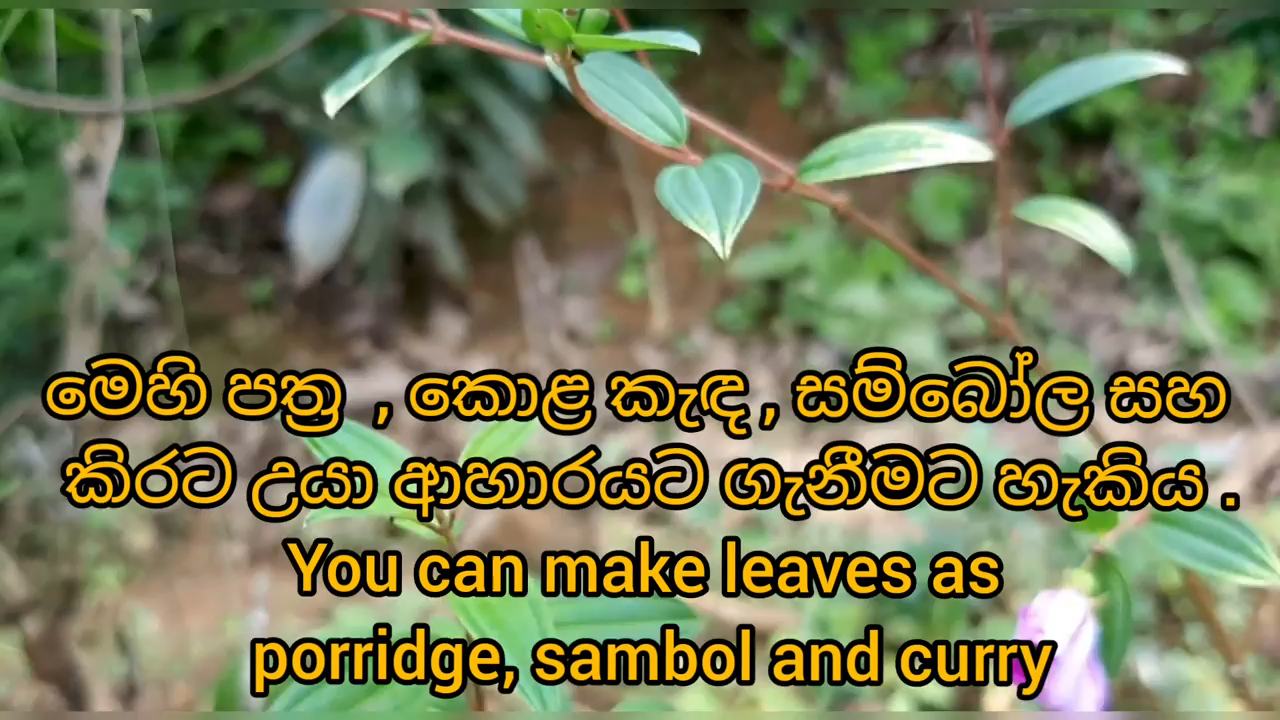 මෙහි පත්‍ර , කොළ කැඳ , සම්බෝල සහ
කිරට උයා ආහාරයට ගැනීමට හැකිය .
You can make leaves as
porridge, sambol and curry